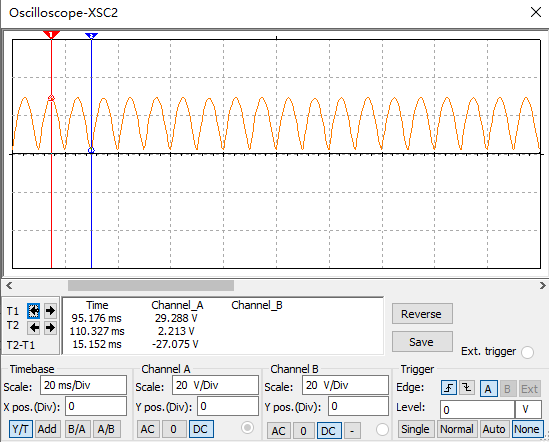 Oscilloscope-XSC2
1
2
Time Channel_A Channel_B
T1 95.176 ms 29.288 V
T2 110.327 ms 2.213 V
T2-T1 15.152 ms -27.075 V
Reverse
Save
Ext. trigger
Timebase
Scale: 20 ms/Div
X pos.(Div): 0
Y/T Add B/A A/B
Channel A
Scale: 20 V/Div
Y pos.(Div): 0
AC 0 DC
Channel B
Scale: 20 V/Div
Y pos.(Div): 0
AC 0 DC -
Trigger
Edge: A B Ext
Level: 0 V
Single Normal Auto None